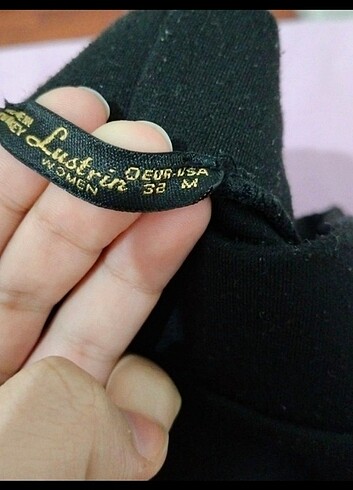 Lustrin
WOMEN
EUR-USA
32 M